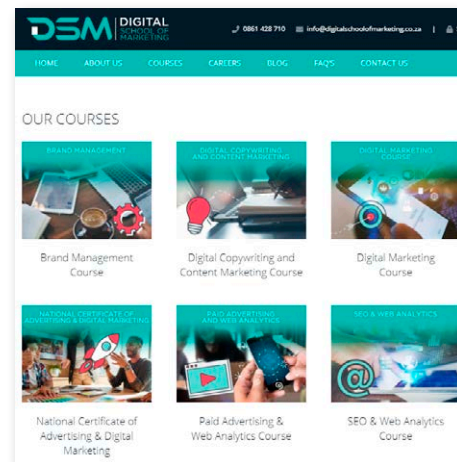 DSM DIGITAL
SCHOOL OF
MARKETING
0861 428 710 info@digitalschoolofmarketing.co.za |
HOME ABOUT US COURSES CAREERS BLOG FAQ'S CONTACT US
OUR COURSES
BRAND MANAGEMENT
DIGITAL COPYWRITING
AND CONTENT MARKETING
DIGITAL MARKETING
COURSE
Brand Management
Course
Digital Copywriting and
Content Marketing Course
Digital Marketing
Course
NATIONAL CERTIFICATE OF
ADVERTISING & DIGITAL MARKETING
PAID ADVERTISING
AND WEB ANALYTICS
SEO & WEB ANALYTICS
@
National Certificate of
Advertising & Digital
Marketing
Paid Advertising &
Web Analytics Course
SEO & Web Analytics
Course